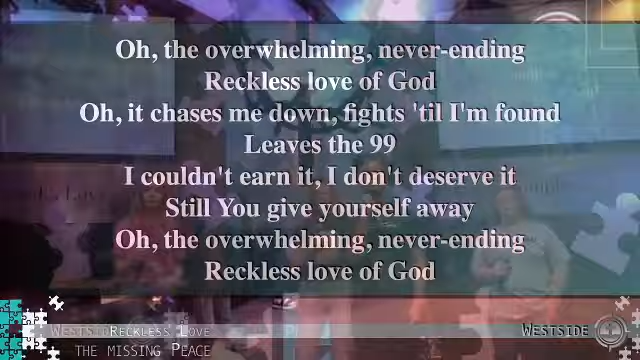 Oh, the overwhelming, never-ending
Reckless love of God
Oh, it chases me down, fights 'til I'm found
Leaves the 99
I couldn't earn it, I don't deserve it
Still You give yourself away
Oh, the overwhelming, never-ending
Reckless love of God
Reckless Love
Westside
the missing Peace